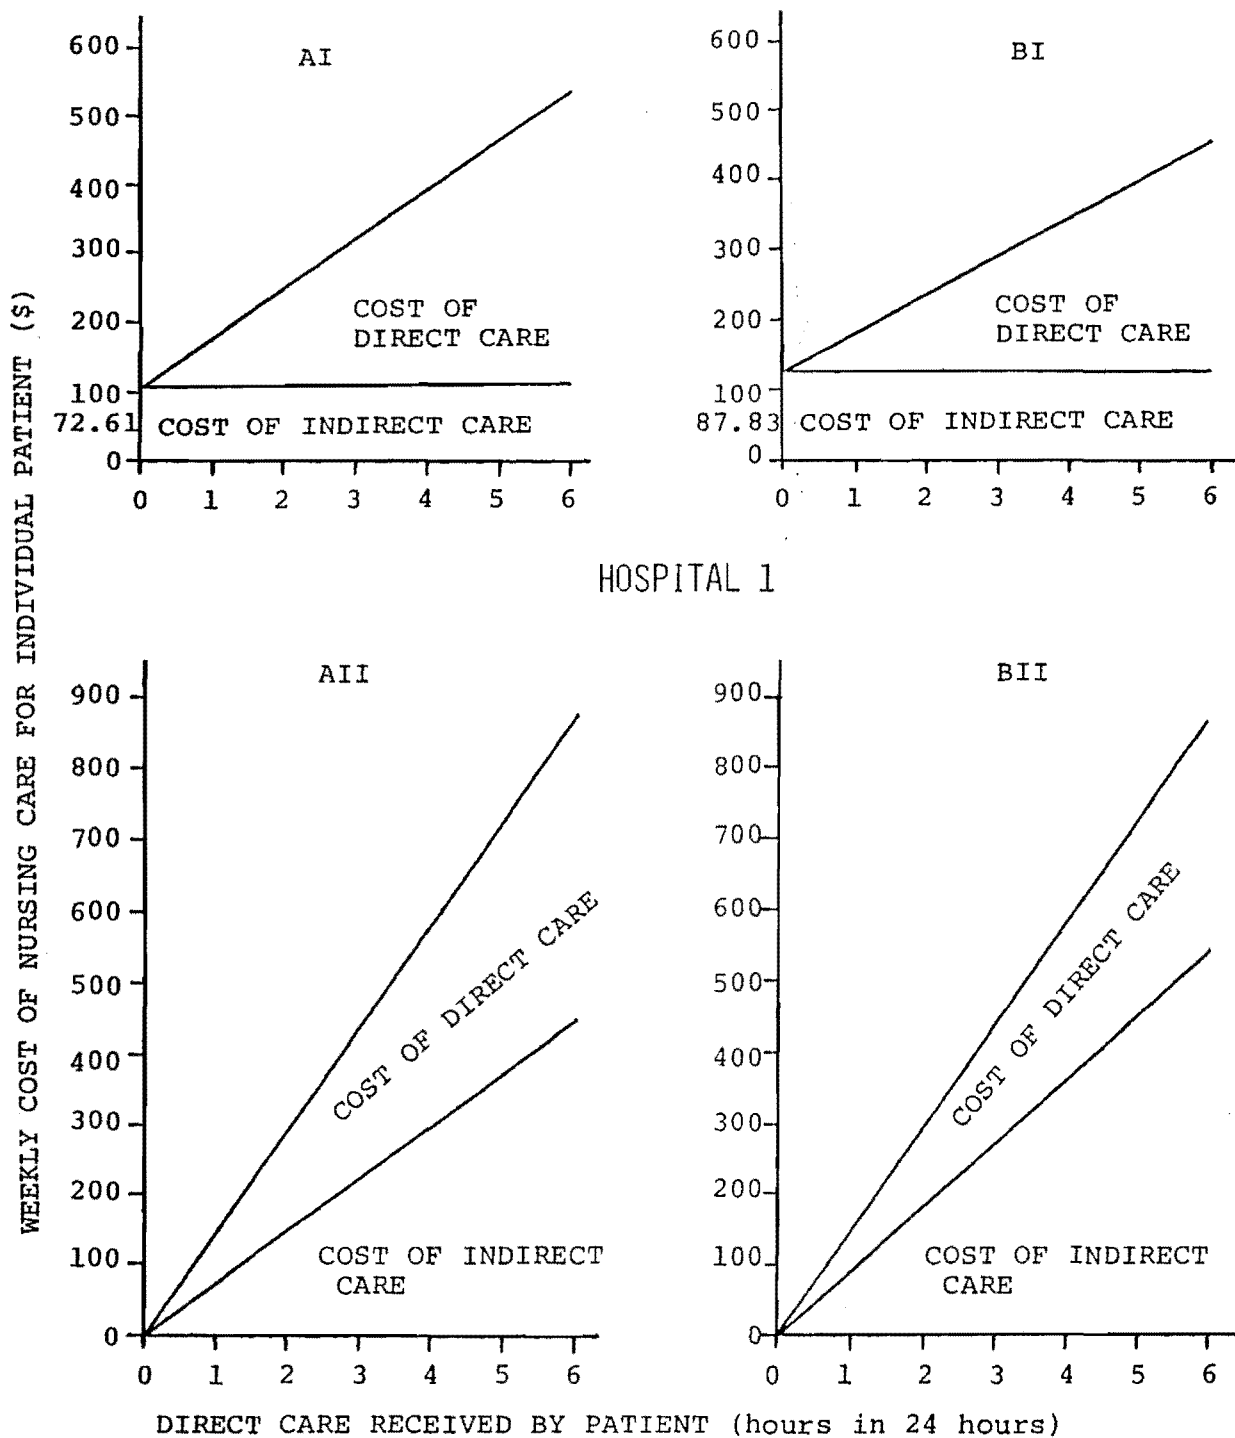 WEEKLY COST OF NURSING CARE FOR INDIVIDUAL PATIENT ($)
AI
600
500
400
300
200
100
72.61
0
COST OF
DIRECT CARE
COST OF INDIRECT CARE
0 1 2 3 4 5 6
BI
600
500
400
300
200
100
87.83
0
COST OF
DIRECT CARE
COST OF INDIRECT CARE
0 1 2 3 4 5 6
HOSPITAL 1
AII
900
800
700
600
500
400
300
200
100
0
COST OF DIRECT CARE
COST OF INDIRECT
CARE
0 1 2 3 4 5 6
BII
900
800
700
600
500
400
300
200
100
0
COST OF DIRECT CARE
COST OF INDIRECT
CARE
0 1 2 3 4 5 6
DIRECT CARE RECEIVED BY PATIENT (hours in 24 hours)